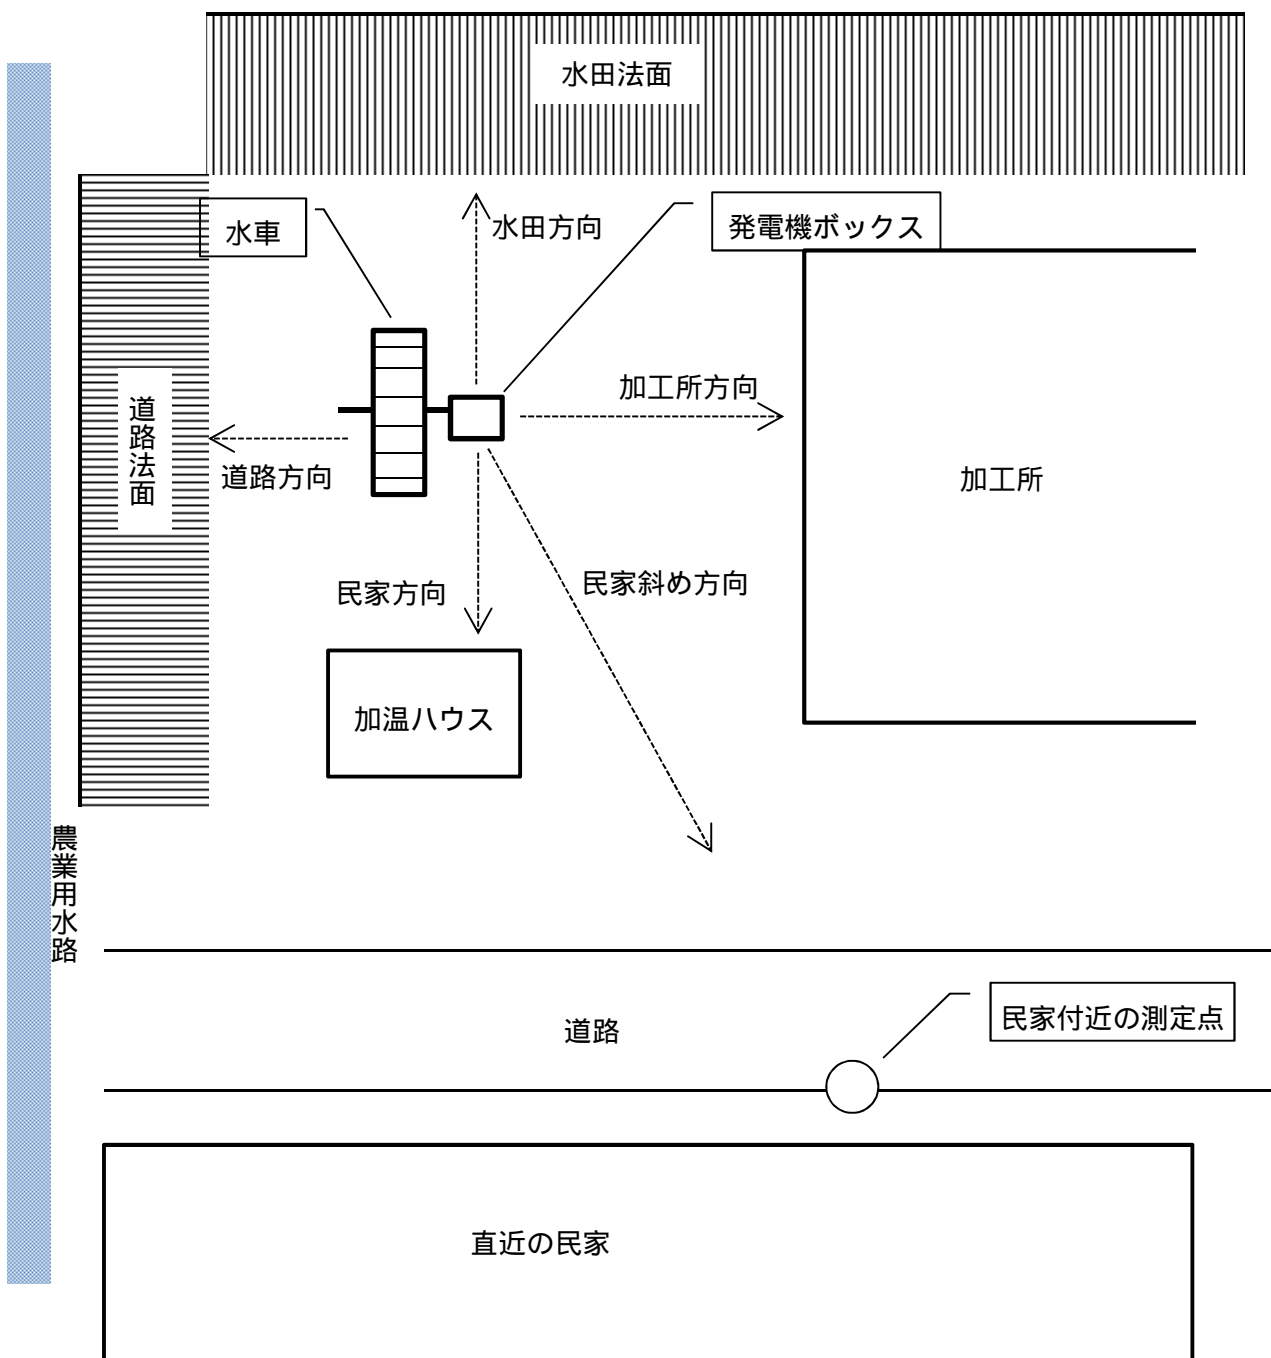 水田法面
水車
水田方向
発電機ボックス
加工所方向
道路法面
道路方向
加工所
民家方向
民家斜め方向
加温ハウス
農業用水路
民家付近の測定点
道路
直近の民家